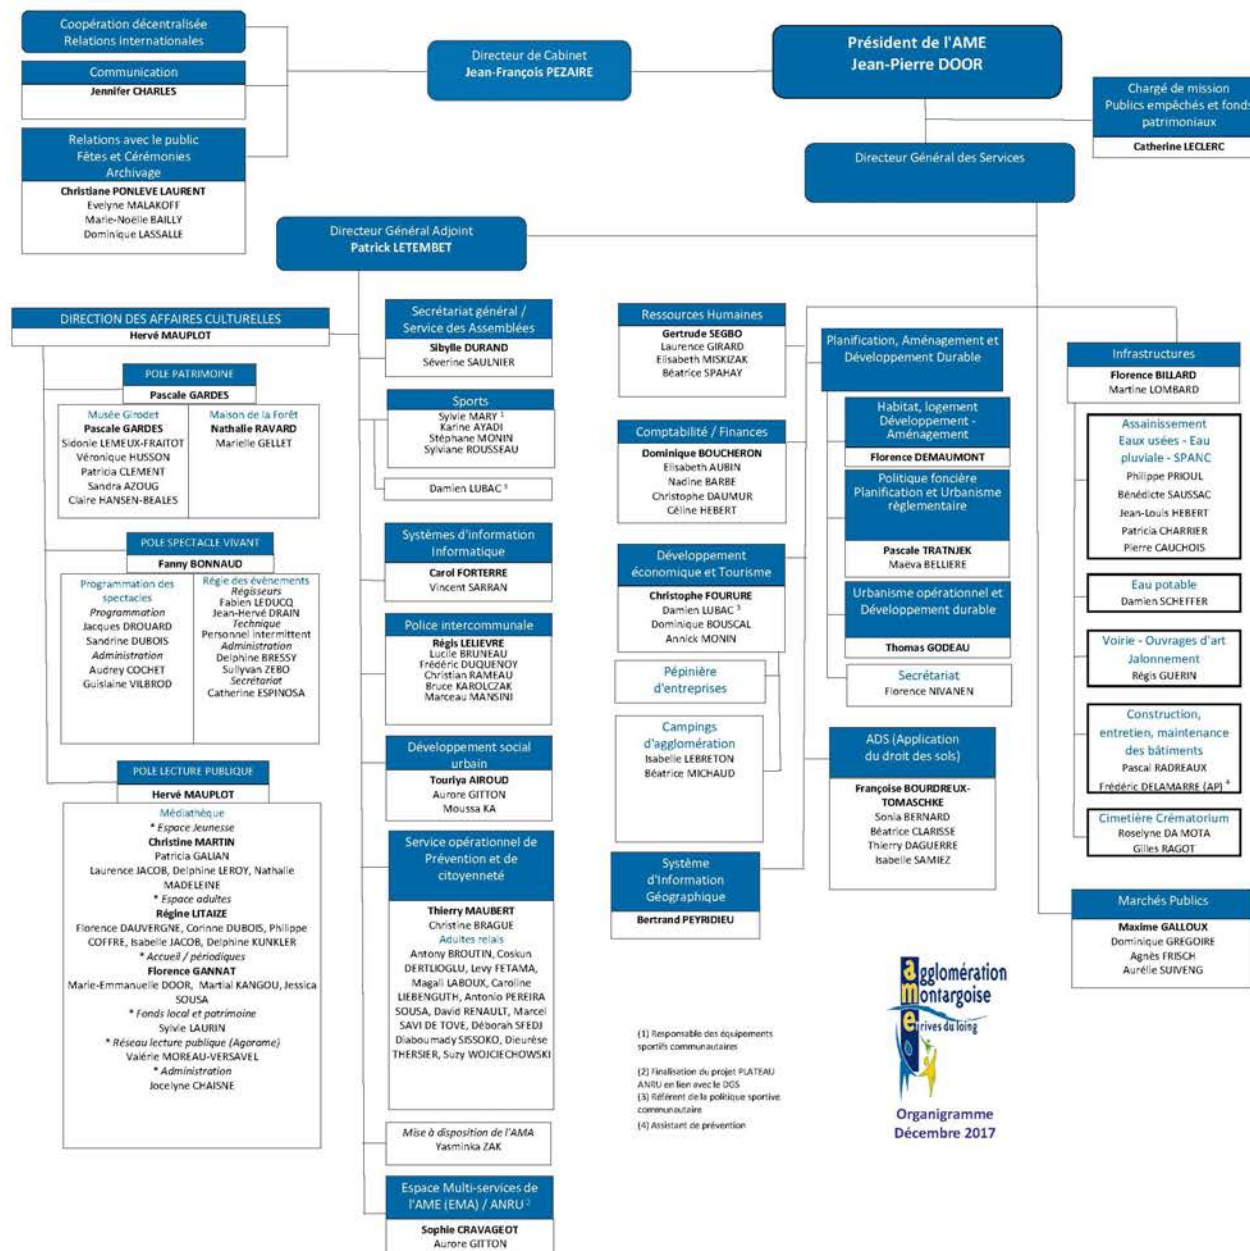 Coopération décentralisée
Relations internationales
Communication
Jennifer CHARLES
Relations avec le public
Fêtes et Cérémonies
Archivage
Christiane PONLEVE LAURENT
Evelyne MALAKOFF
Marie-Noëlle BAILLY
Dominique LASSALLE
Directeur de Cabinet
Jean-François PEZAIRE
Président de l'AME
Jean-Pierre DOOR
Chargé de mission
Publics empêchés et fonds
patrimoniaux
Catherine LECLERC
Directeur Général des Services
Directeur Général Adjoint
Patrick LETEMBET
DIRECTION DES AFFAIRES CULTURELLES
Hervé MAUPLOT
POLE PATRIMOINE
Pascale GARDES
Musée Girodet
Pascale GARDES
Sidonie LEMEUX-FRAITOT
Véronique HUSSON
Patricia CLEMENT
Sandra AZOUG
Claire HANSEN-BEALES
Maison de la Forêt
Nathalie RAVARD
Marielle GELLET
POLE SPECTACLE VIVANT
Fanny BONNAUD
Programmation des
spectacles
Programmation
Jacques DROUARD
Sandrine DUBOIS
Administration
Audrey COCHET
Guislaine VILBROD
Régie des évènements
Régisseurs
Fabien LEDUCQ
Jean-Hervé DRAIN
Technique
Personnel intermittent
Administration
Delphine BRESSY
Sullyvan ZEBO
Secrétariat
Catherine ESPINOSA
POLE LECTURE PUBLIQUE
Hervé MAUPLOT
Médiathèque
* Espace Jeunesse
Christine MARTIN
Patricia GALIAN
Laurence JACOB, Delphine LEROY, Nathalie
MADELEINE
* Espace adultes
Régine LITAIZE
Florence DAUVERGNE, Corinne DUBOIS, Philippe
COFFRE, Isabelle JACOB, Delphine KUNKLER
* Accueil / périodiques
Florence GANNAT
Marie-Emmanuelle DOOR, Martial KANGOU, Jessica
SOUSA
* Fonds local et patrimoine
Sylvie LAURIN
* Réseau lecture publique (Agorame)
Valérie MOREAU-VERSAVEL
* Administration
Jocelyne CHAISNE
Secrétariat général /
Service des Assemblées
Sibylle DURAND
Séverine SAULNIER
Sports
Sylvie MARY 1
Karine AYADI
Stéphane MONIN
Sylviane ROUSSEAU
Damien LUBAC 3
Systèmes d'information
Informatique
Carol FORTERRE
Vincent SARRAN
Police intercommunale
Régis LELIEVRE
Lucile BRUNEAU
Frédéric DUQUENOY
Christian RAMEAU
Bruce KAROLCZAK
Marceau MANSINI
Développement social
urbain
Touriya AIROUD
Aurore GITTON
Moussa KA
Service opérationnel de
Prévention et de
citoyenneté
Thierry MAUBERT
Christine BRAGUE
Adultes relais
Antony BROUTIN, Coskun
DERTLIOGLU, Levy FETAMA,
Magali LABOUX, Caroline
LIEBENGUTH, Antonio PEREIRA
SOUSA, David RENAULT, Marcel
SAVI DE TOVE, Déborah SFEDJ
Diaboumady SISSOKO, Dieurèse
THERSIER, Suzy WOJCIECHOWSKI
Mise à disposition de l'AMA
Yasminka ZAK
Espace Multi-services de
l'AME (EMA) / ANRU 2
Sophie CRAVAGEOT
Aurore GITTON
Ressources Humaines
Gertrude SEGBO
Laurence GIRARD
Elisabeth MISKIZAK
Béatrice SPAHAY
Comptabilité / Finances
Dominique BOUCHERON
Elisabeth AUBIN
Nadine BARBE
Christophe DAUMUR
Céline HEBERT
Développement
économique et Tourisme
Christophe FOURURE
Damien LUBAC 3
Dominique BOUSCAL
Annick MONIN
Pépinière
d'entreprises
Campings
d'agglomération
Isabelle LEBRETON
Béatrice MICHAUD
Système
d'Information
Géographique
Bertrand PEYRIDIEU
Planification, Aménagement et
Développement Durable
Habitat, logement
Développement -
Aménagement
Florence DEMAUMONT
Politique foncière
Planification et Urbanisme
règlementaire
Pascale TRATNJEK
Maëva BELLIERE
Urbanisme opérationnel et
Développement durable
Thomas GODEAU
Secrétariat
Florence NIVANEN
ADS (Application
du droit des sols)
Françoise BOURDREUX-
TOMASCHKE
Sonia BERNARD
Béatrice CLARISSE
Thierry DAGUERRE
Isabelle SAMIEZ
Infrastructures
Florence BILLARD
Martine LOMBARD
Assainissement
Eaux usées - Eau
pluviale - SPANC
Philippe PRIOUL
Bénédicte SAUSSAC
Jean-Louis HEBERT
Patricia CHARRIER
Pierre CAUCHOIS
Eau potable
Damien SCHEFFER
Voirie - Ouvrages d'art
Jalonnement
Régis GUERIN
Construction,
entretien, maintenance
des bâtiments
Pascal RADREAUX
Frédéric DELAMARRE (AP) 4
Cimetière Crématorium
Roselyne DA MOTA
Gilles RAGOT
Marchés Publics
Maxime GALLOUX
Dominique GREGOIRE
Agnès FRISCH
Aurélie SUIVENG
(1) Responsable des équipements
sportifs communautaires
(2) Finalisation du projet PLATEAU
ANRU en lien avec le DGS
(3) Référent de la politique sportive
communautaire
(4) Assistant de prévention
agglomération
montargoise
et rives du loing
Organigramme
Décembre 2017